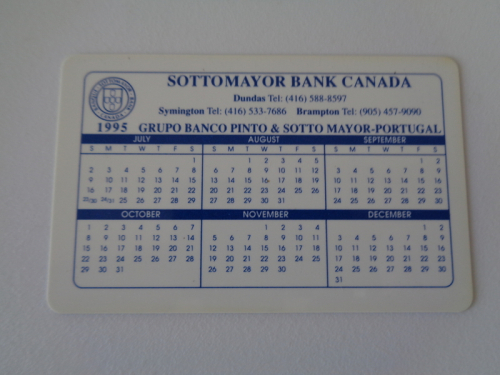 SOTTOMAYOR BANK CANADA
Dundas Tel: (416) 588-8597
Symington Tel: (416) 533-7686 Brampton Tel: (905) 457-9090
1995 GRUPO BANCO PINTO & SOTTO MAYOR-PORTUGAL
JULY AUGUST SEPTEMBER
S M T W T F S S M T W T F S S M T W T F S
1 1 2 3 4 5 1 2
2 3 4 5 6 7 8 6 7 8 9 10 11 12 3 4 5 6 7 8 9
9 10 11 12 13 14 15 13 14 15 16 17 18 19 10 11 12 13 14 15 16
16 17 18 19 20 21 22 20 21 22 23 24 25 26 17 18 19 20 21 22 23
23/30 24/31 25 26 27 28 29 27 28 29 30 31 24 25 26 27 28 29 30
OCTOBER NOVEMBER DECEMBER
1 2 3 4 5 6 7 1 2 3 4 1 2
8 9 10 11 12 13 14 5 6 7 8 9 10 11 3 4 5 6 7 8 9
15 16 17 18 19 20 21 12 13 14 15 16 17 18 10 11 12 13 14 15 16
22 23 24 25 26 27 28 19 20 21 22 23 24 25 17 18 19 20 21 22 23
29 30 31 26 27 28 29 30 24 25 26 27 28 29 30
31